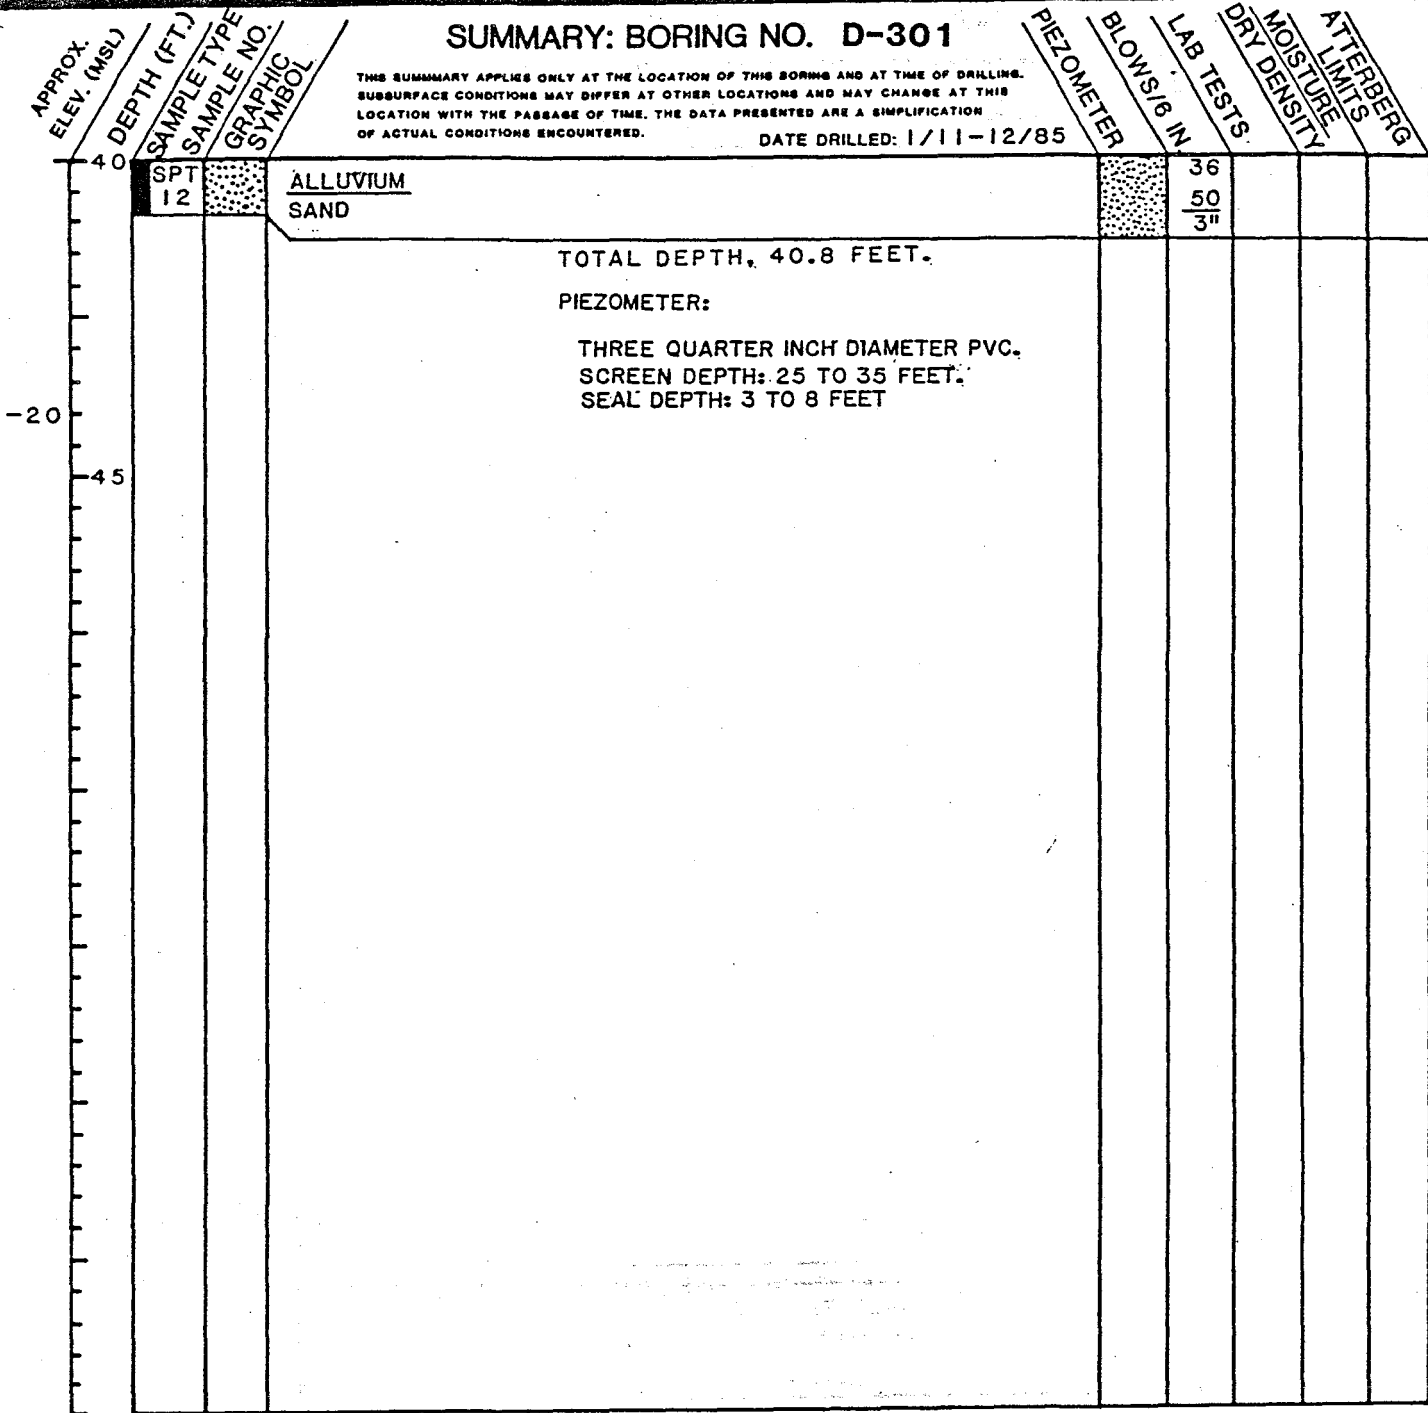 SUMMARY: BORING NO. D-301
THIS SUMMMARY APPLIES ONLY AT THE LOCATION OF THIS BORING AND AT TIME OF DRILLING.
SUBSURFACE CONDITIONS MAY DIFFER AT OTHER LOCATIONS AND MAY CHANGE AT THIS
LOCATION WITH THE PASSAGE OF TIME. THE DATA PRESENTED ARE A SIMPLIFICATION
OF ACTUAL CONDITIONS ENCOUNTERED.
DATE DRILLED: 1/11-12/85
APPROX.
ELEV. (MSL)
DEPTH (FT.)
SAMPLE TYPE
SAMPLE NO.
GRAPHIC
SYMBOL
PIEZOMETER
BLOWS/6 IN.
LAB TESTS
DRY DENSITY
MOISTURE
ATTERBERG
LIMITS
40
SPT
12
ALLUVIUM
SAND
36
50
3"
TOTAL DEPTH, 40.8 FEET.
PIEZOMETER:
THREE QUARTER INCH DIAMETER PVC.
SCREEN DEPTH: 25 TO 35 FEET.
SEAL DEPTH: 3 TO 8 FEET
-20
45